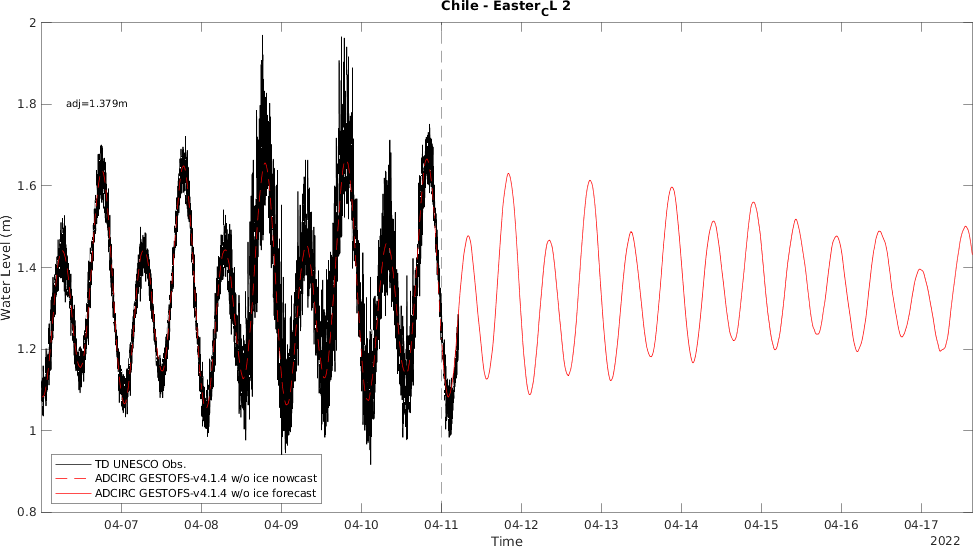 Chile - Easter_CL 2
2
1.8
1.6
1.4
1.2
1
0.8
Water Level (m)
adj=1.379m
TD UNESCO Obs.
ADCIRC GESTOFS-v4.1.4 w/o ice nowcast
ADCIRC GESTOFS-v4.1.4 w/o ice forecast
04-07 04-08 04-09 04-10 04-11 04-12 04-13 04-14 04-15 04-16 04-17
Time
2022